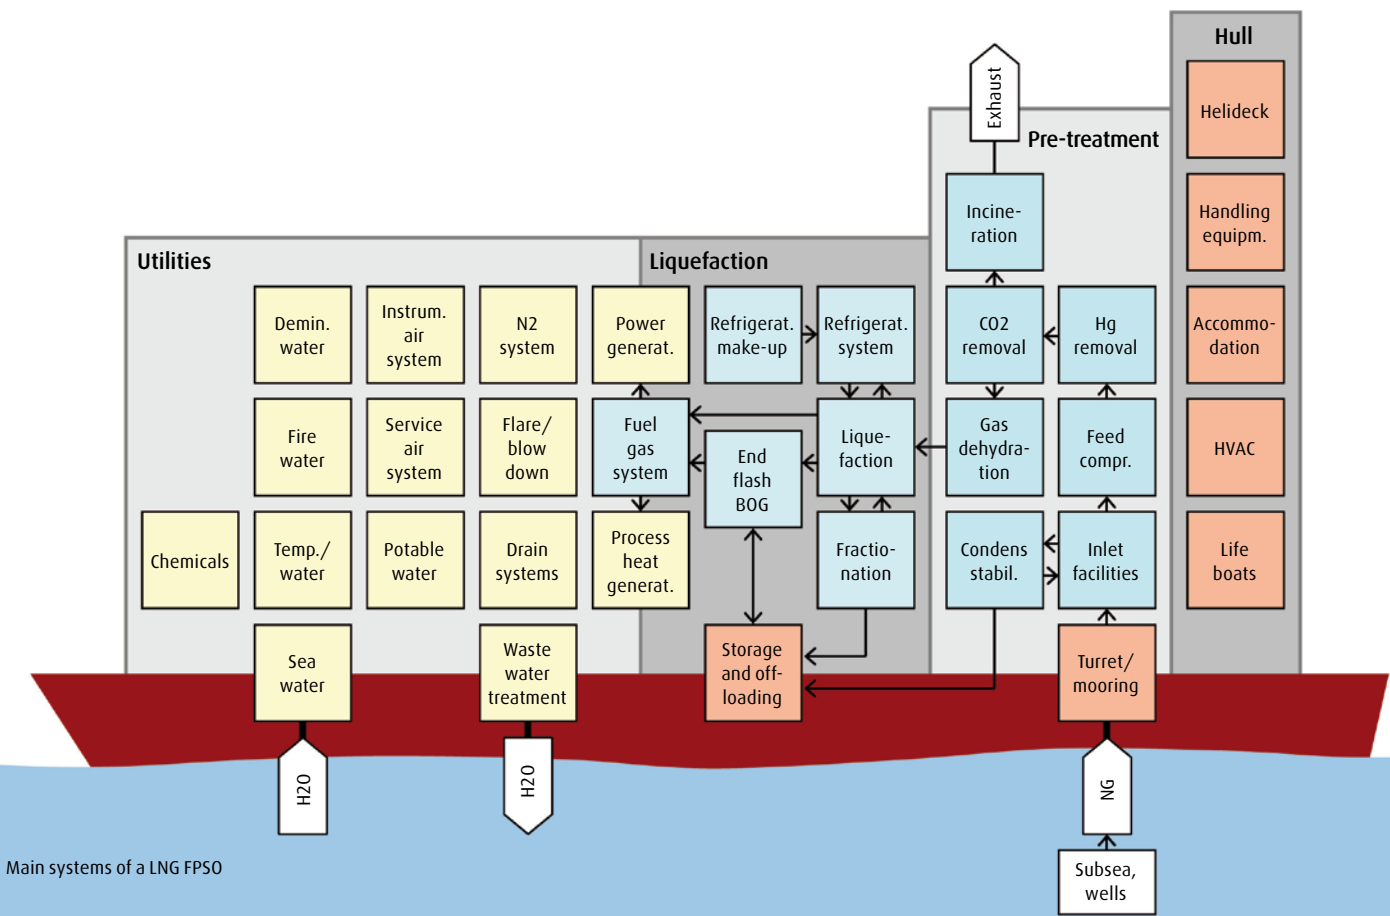 Hull
Helideck
Exhaust
Pre-treatment
Incine-
ration
Handling
equipm.
Utilities
Liquefaction
Demin.
water
Instrum.
air
system
N2
system
Power
generat.
Refrigerat.
make-up
Refrigerat.
system
CO2
removal
Hg
removal
Accommo-
dation
Fire
water
Service
air
system
Flare/
blow
down
Fuel
gas
system
End
flash
BOG
Lique-
faction
Gas
dehydra-
tion
Feed
compr.
HVAC
Chemicals
Temp./
water
Potable
water
Drain
systems
Process
heat
generat.
Fractio-
nation
Condens
stabil.
Inlet
facilities
Life
boats
Sea
water
Waste
water
treatment
Storage
and off-
loading
Turret/
mooring
H2O
H2O
NG
Main systems of a LNG FPSO
Subsea,
wells